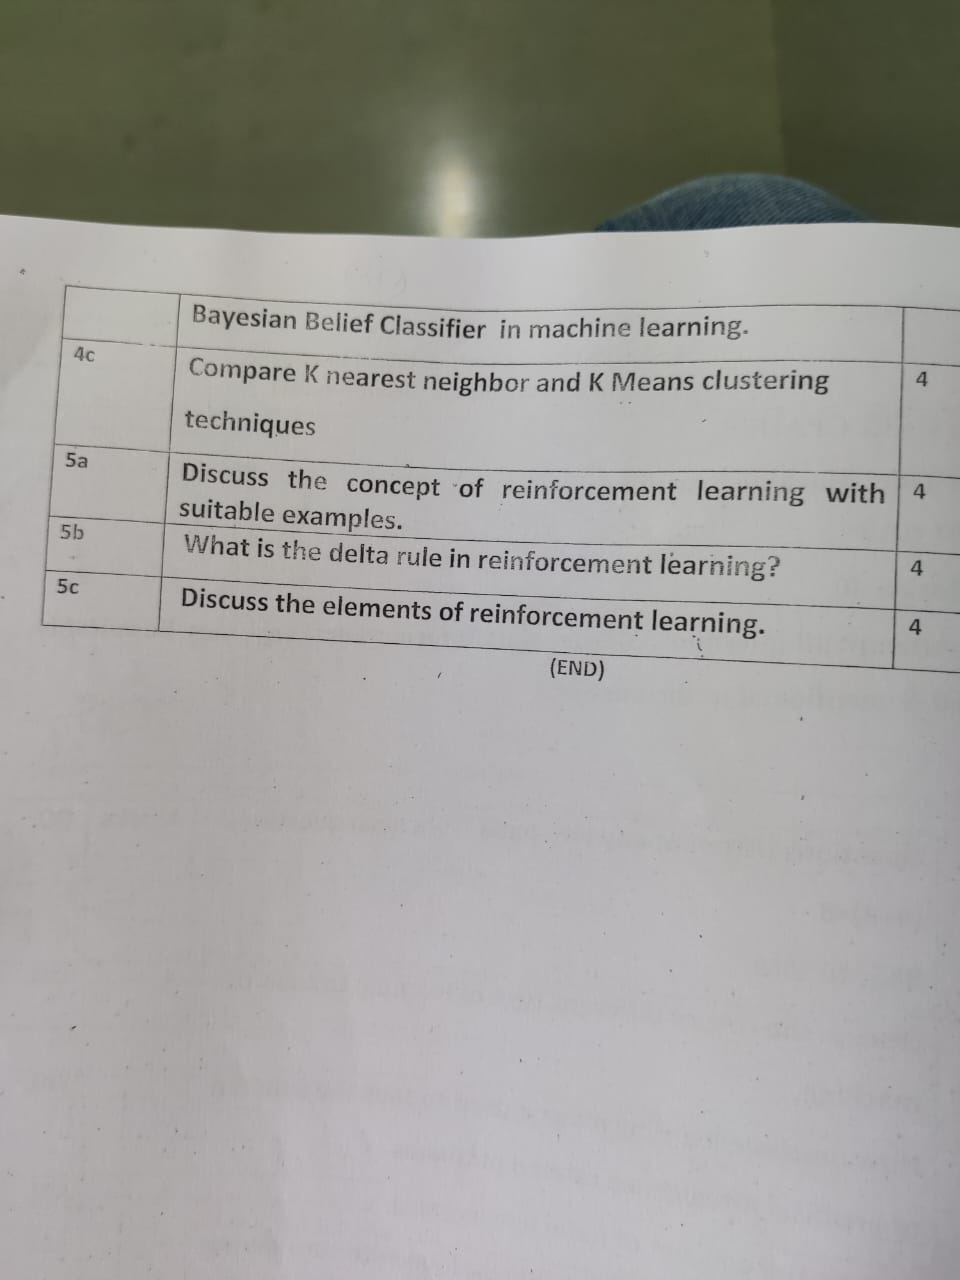 Bayesian Belief Classifier in machine learning.
4c Compare K nearest neighbor and K Means clustering 4
techniques
5a Discuss the concept of reinforcement learning with 4
suitable examples.
5b What is the delta rule in reinforcement learning? 4
5c Discuss the elements of reinforcement learning. 4
(END)